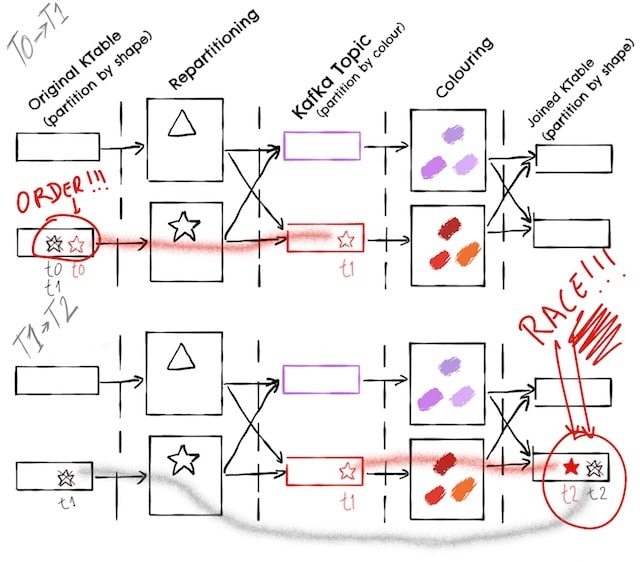 T0→T1
Original KTable
(partition by shape)
Repartitioning
Kafka Topic
(partition by colour)
Colouring
Joined KTable
(partition by shape)
ORDER!!!
t0 t0
t1
t1
T1→T2
RACE!!!!
t1
t1
t2 t2